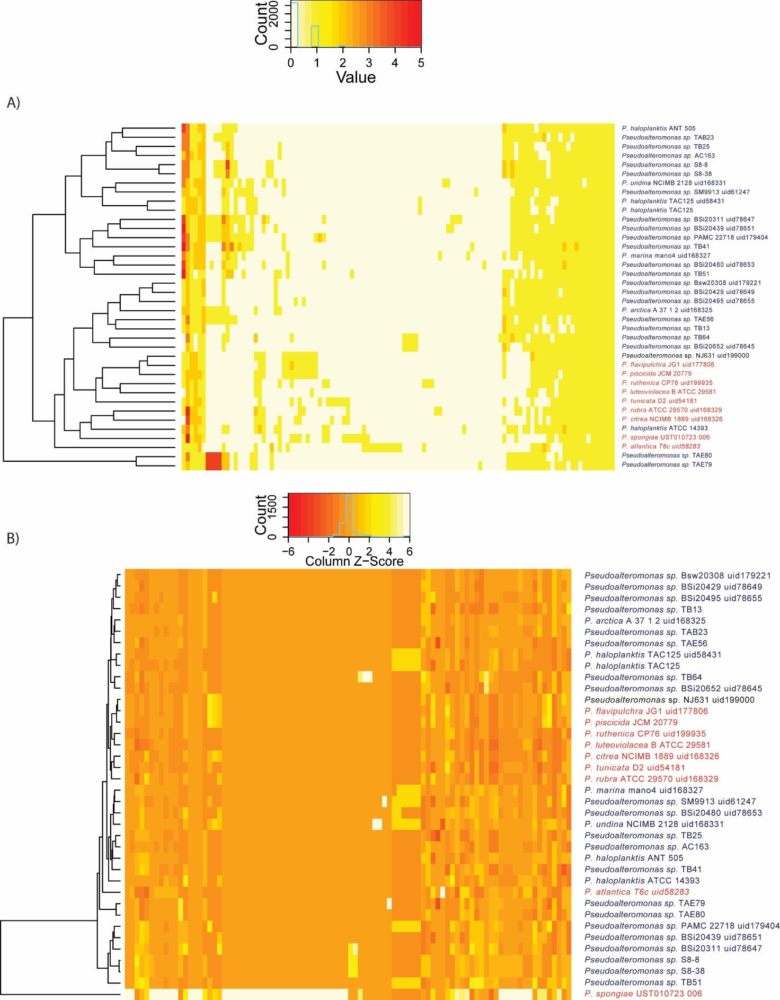 Count
0
2000
0 1 2 3 4 5
Value
A)
P. haloplanktis ANT 505
Pseudoalteromonas sp. TAB23
Pseudoalteromonas sp. TB25
Pseudoalteromonas sp. AC163
Pseudoalteromonas sp. S8-8
Pseudoalteromonas sp. S8-38
P. undina NCIMB 2128 uid168331
Pseudoalteromonas sp. SM9913 uid61247
P. haloplanktis TAC125 uid58431
P. haloplanktis TAC125
Pseudoalteromonas sp. BSi20311 uid78647
Pseudoalteromonas sp. BSi20439 uid78651
Pseudoalteromonas sp. PAMC 22718 uid179404
Pseudoalteromonas sp. TB41
P. marina mano4 uid168327
Pseudoalteromonas sp. BSi20480 uid78653
Pseudoalteromonas sp. TB51
Pseudoalteromonas sp. Bsw20308 uid179221
Pseudoalteromonas sp. BSi20429 uid78649
Pseudoalteromonas sp. BSi20495 uid78655
P. arctica A 37 1 2 uid168325
Pseudoalteromonas sp. TAE56
Pseudoalteromonas sp. TB13
Pseudoalteromonas sp. TB64
Pseudoalteromonas sp. BSi20652 uid78645
Pseudoalteromonas sp. NJ631 uid199000
P. flavipulchra JG1 uid177806
P. piscicida JCM 20779
P. ruthenica CP76 uid199935
P. luteoviolacea B ATCC 29581
P. tunicata D2 uid54181
P. rubra ATCC 29570 uid168329
P. citrea NCIMB 1889 uid168326
P. haloplanktis ATCC 14393
P. spongiae UST010723 006
P. atlantica T6c uid58283
Pseudoalteromonas sp. TAE80
Pseudoalteromonas sp. TAE79
Count
0
1500
−6 −2 0 2 4 6
Column Z−Score
B)
Pseudoalteromonas sp. Bsw20308 uid179221
Pseudoalteromonas sp. BSi20429 uid78649
Pseudoalteromonas sp. BSi20495 uid78655
Pseudoalteromonas sp. TB13
P. arctica A 37 1 2 uid168325
Pseudoalteromonas sp. TAB23
Pseudoalteromonas sp. TAE56
P. haloplanktis TAC125 uid58431
P. haloplanktis TAC125
Pseudoalteromonas sp. TB64
Pseudoalteromonas sp. BSi20652 uid78645
Pseudoalteromonas sp. NJ631 uid199000
P. flavipulchra JG1 uid177806
P. piscicida JCM 20779
P. ruthenica CP76 uid199935
P. luteoviolacea B ATCC 29581
P. citrea NCIMB 1889 uid168326
P. tunicata D2 uid54181
P. rubra ATCC 29570 uid168329
P. marina mano4 uid168327
Pseudoalteromonas sp. SM9913 uid61247
Pseudoalteromonas sp. BSi20480 uid78653
P. undina NCIMB 2128 uid168331
Pseudoalteromonas sp. TB25
Pseudoalteromonas sp. AC163
P. haloplanktis ANT 505
Pseudoalteromonas sp. TB41
P. haloplanktis ATCC 14393
P. atlantica T6c uid58283
Pseudoalteromonas sp. TAE79
Pseudoalteromonas sp. TAE80
Pseudoalteromonas sp. PAMC 22718 uid179404
Pseudoalteromonas sp. BSi20439 uid78651
Pseudoalteromonas sp. BSi20311 uid78647
Pseudoalteromonas sp. S8-8
Pseudoalteromonas sp. S8-38
Pseudoalteromonas sp. TB51
P. spongiae UST010723 006